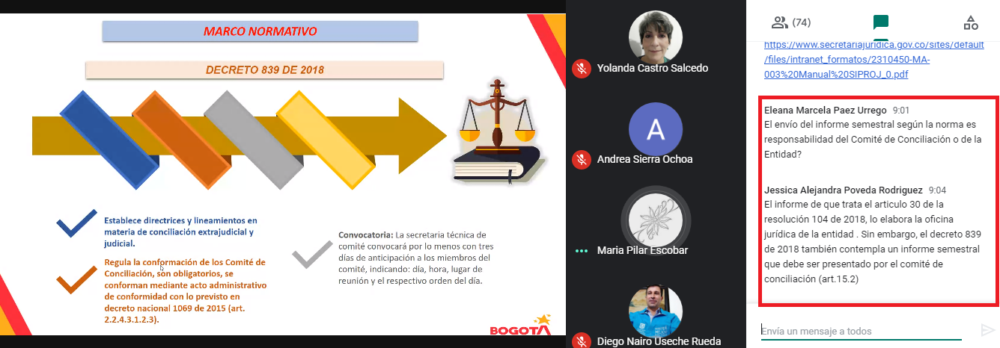 MARCO NORMATIVO
DECRETO 839 DE 2018
Establece directrices y lineamientos en
materia de conciliación extrajudicial y
judicial.
Regula la conformación de los Comité de
Conciliación, son obligatorios, se
conforman mediante acto administrativo
de conformidad con lo previsto en
decreto nacional 1069 de 2015 (art.
2.2.4.3.1.2.3).
Convocatoria: La secretaria técnica de
comité convocará por lo menos con tres
días de anticipación a los miembros del
comité, indicando: día, hora, lugar de
reunión y el respectivo orden del día.
BOGOTA
Yolanda Castro Salcedo
A
Andrea Sierra Ochoa
Maria Pilar Escobar
Diego Nairo Useche Rueda
(74)
https://www.secretariajuridica.gov.co/sites/default
/files/intranet_formatos/2310450-MA-
003%20Manual%20SIPROJ_0.pdf
Eleana Marcela Paez Urrego 9:01
El envío del informe semestral según la norma es
responsabilidad del Comité de Conciliación o de la
Entidad?
Jessica Alejandra Poveda Rodriguez 9:04
El informe de que trata el articulo 30 de la
resolución 104 de 2018, lo elabora la oficina
jurídica de la entidad . Sin embargo, el decreto 839
de 2018 también contempla un informe semestral
que debe ser presentado por el comité de
conciliación (art.15.2)
Envía un mensaje a todos